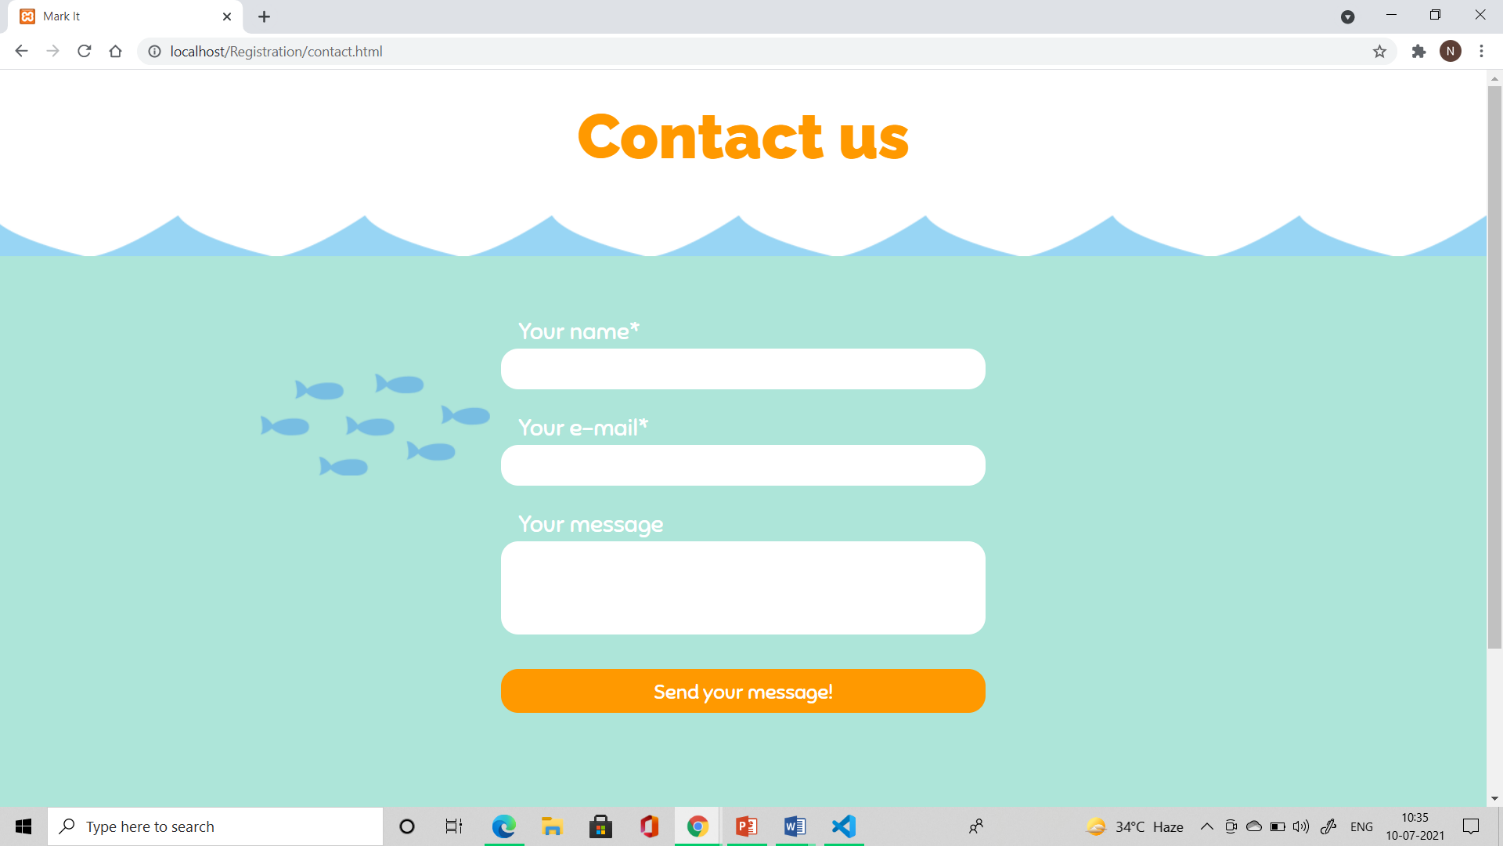 Mark It
localhost/Registration/contact.html
N
Contact us
Your name*
Your e-mail*
Your message
Send your message!
Type here to search
34°C Haze
ENG
10:35
10-07-2021